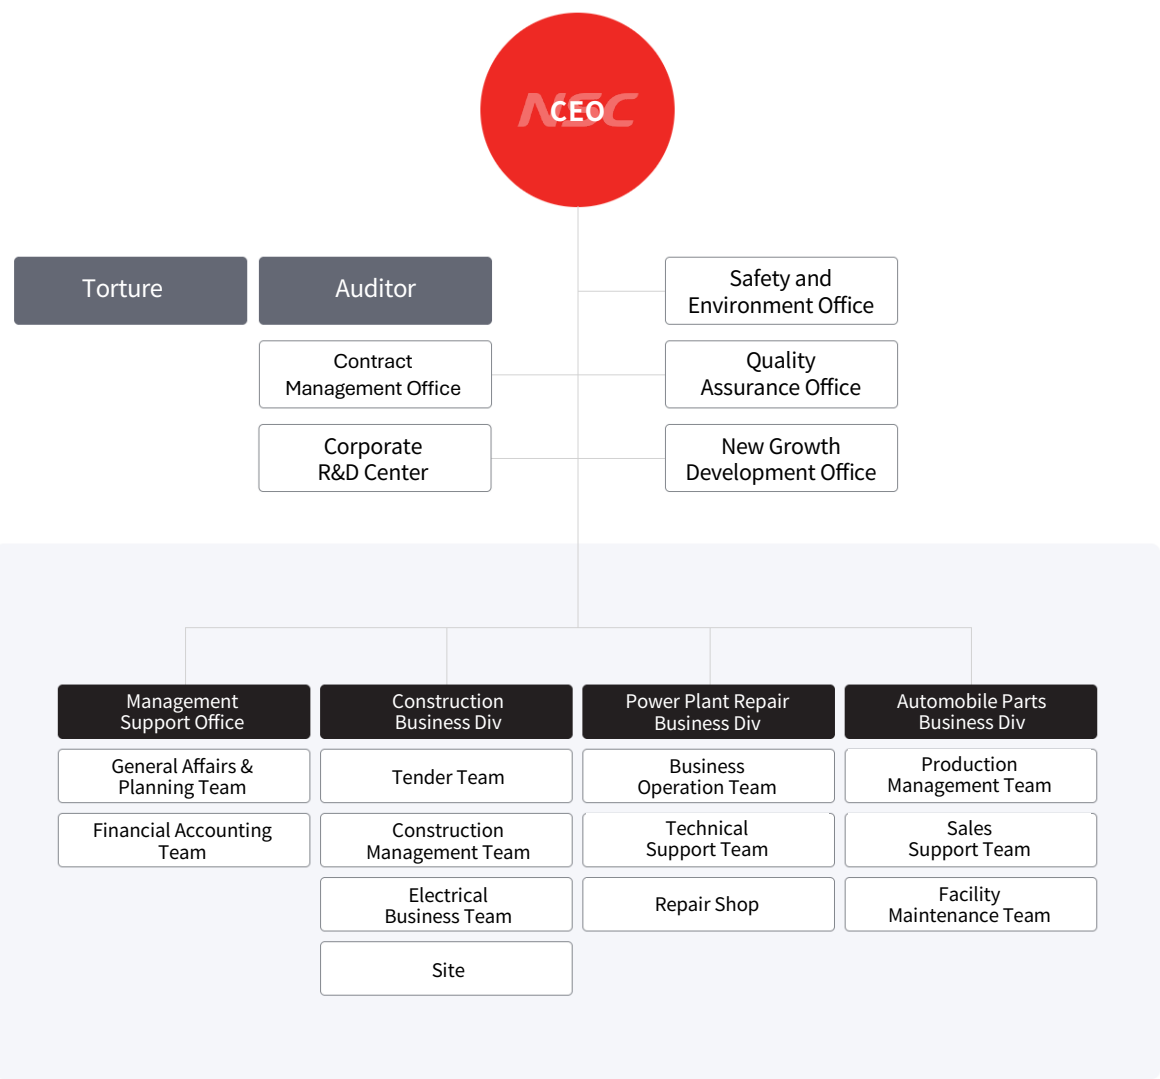 NSC
CEO
Torture
Auditor
Safety and
Environment Office
Contract
Management Office
Quality
Assurance Office
Corporate
R&D Center
New Growth
Development Office
Management
Support Office
Construction
Business Div
Power Plant Repair
Business Div
Automobile Parts
Business Div
General Affairs &
Planning Team
Tender Team
Business
Operation Team
Production
Management Team
Financial Accounting
Team
Construction
Management Team
Technical
Support Team
Sales
Support Team
Electrical
Business Team
Repair Shop
Facility
Maintenance Team
Site